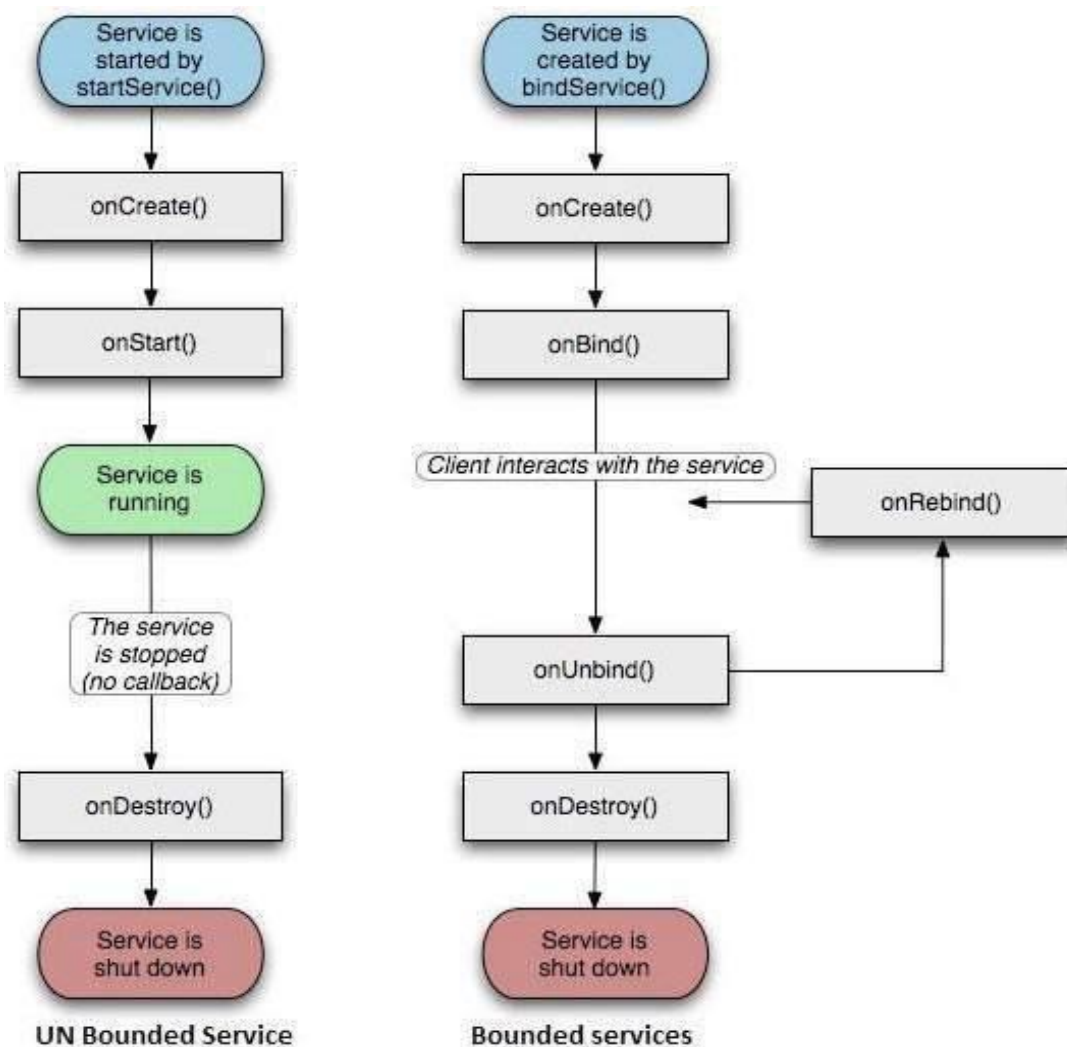 Service is
started by
startService()
onCreate()
onStart()
Service is
running
The service
is stopped
(no callback)
onDestroy()
Service is
shut down
UN Bounded Service
Service is
created by
bindService()
onCreate()
onBind()
Client interacts with the service
onRebind()
onUnbind()
onDestroy()
Service is
shut down
Bounded services